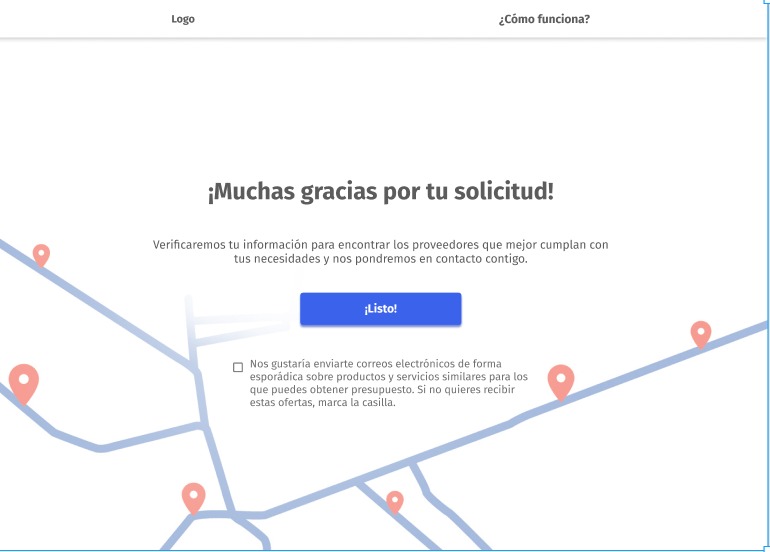 Logo
¿Cómo funciona?
¡Muchas gracias por tu solicitud!
Verificaremos tu información para encontrar los proveedores que mejor cumplan con
tus necesidades y nos pondremos en contacto contigo.
¡Listo!
Nos gustaría enviarte correos electrónicos de forma
esporádica sobre productos y servicios similares para los
que puedes obtener presupuesto. Si no quieres recibir
estas ofertas, marca la casilla.